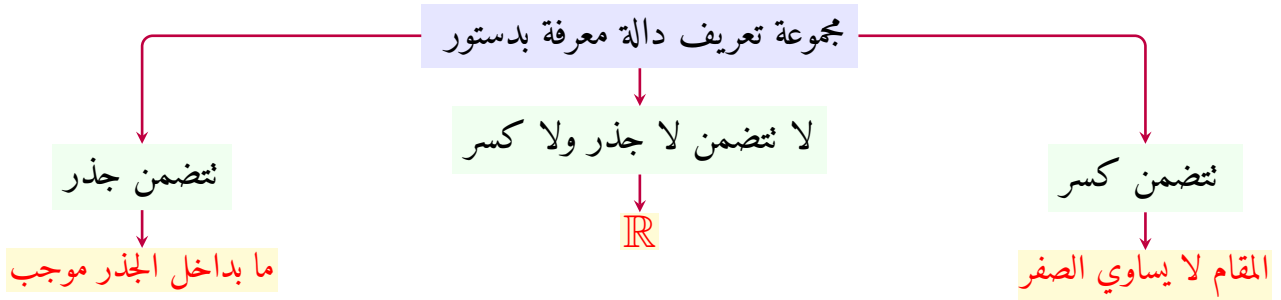 مجموعة تعريف دالة معرفة بدستور
تتضمن كسر
المقام لا يساوي الصفر
لا تتضمن لا جذر ولا كسر
ℝ
تتضمن جذر
ما بداخل الجذر موجب